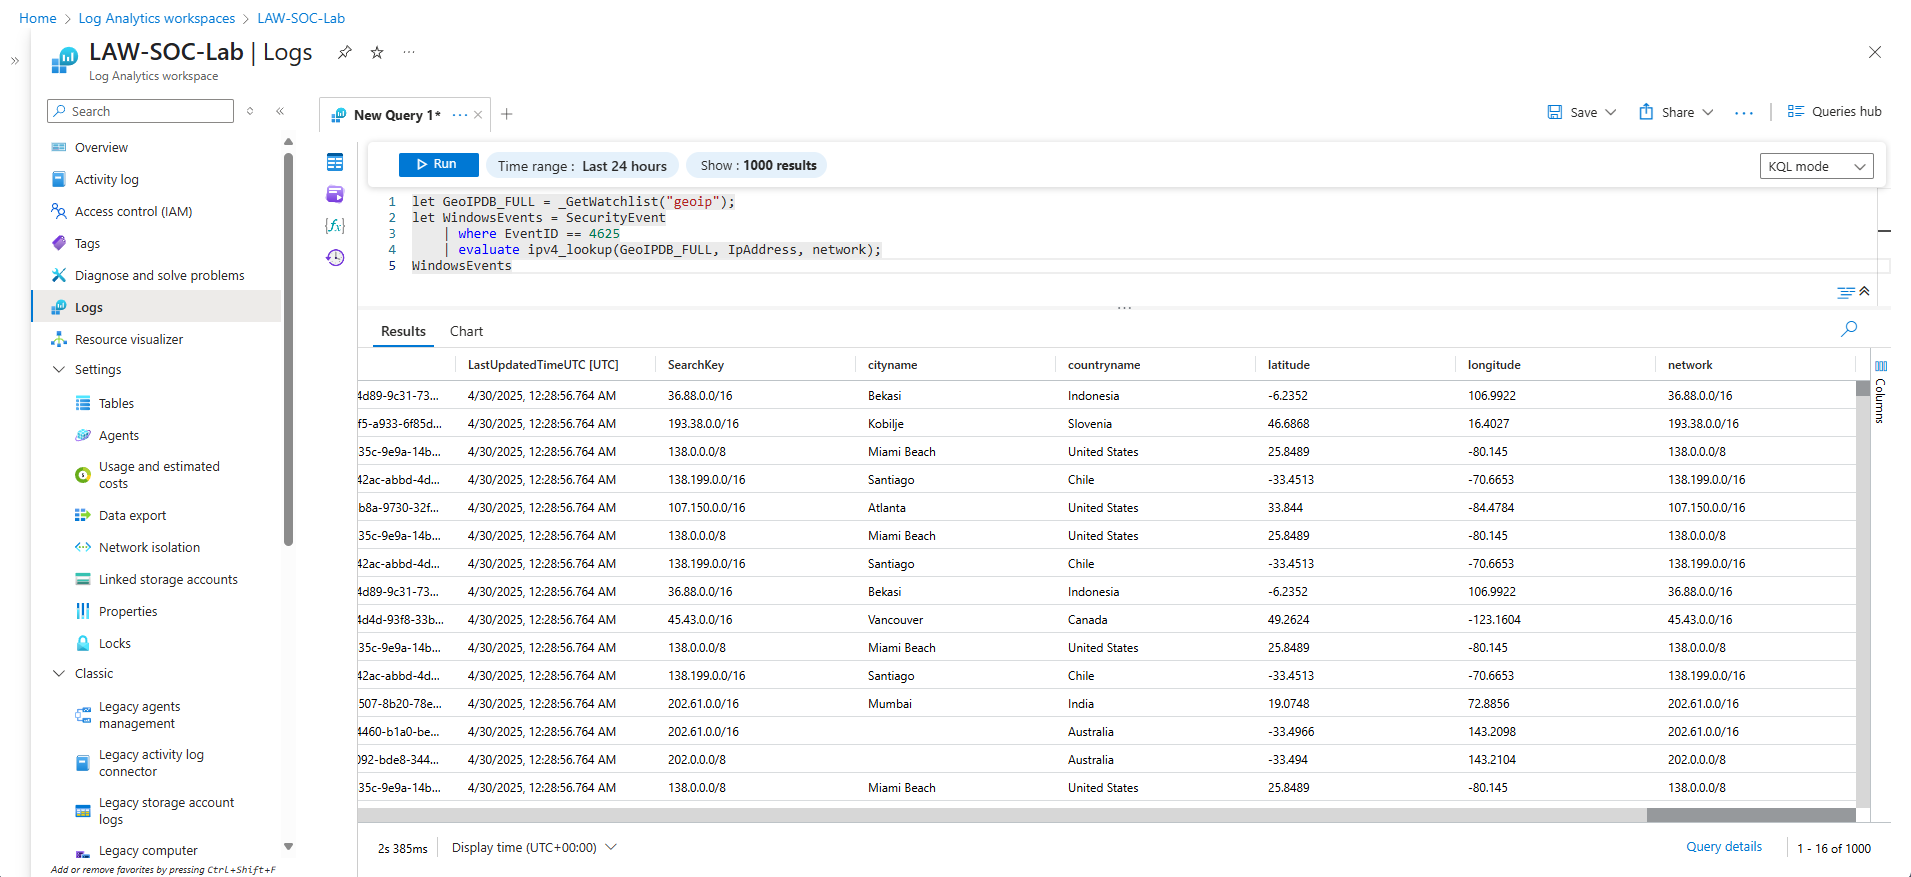 Home > Log Analytics workspaces > LAW-SOC-Lab
LAW-SOC-Lab | Logs
Log Analytics workspace
Search
Overview
Activity log
Access control (IAM)
Tags
Diagnose and solve problems
Logs
Resource visualizer
Settings
Tables
Agents
Usage and estimated
costs
Data export
Network isolation
Linked storage accounts
Properties
Locks
Classic
Legacy agents
management
Legacy activity log
connector
Legacy storage account
logs
Legacy computer
Add or remove favorites by pressing Ctrl+Shift+F
New Query 1*
Save Share Queries hub
Run Time range : Last 24 hours Show : 1000 results KQL mode
1 let GeoIPDB_FULL = _GetWatchlist("geoip");
2 let WindowsEvents = SecurityEvent
3 | where EventID == 4625
4 | evaluate ipv4_lookup(GeoIPDB_FULL, IpAddress, network);
5 WindowsEvents
Results Chart
LastUpdatedTimeUTC [UTC] SearchKey cityname countryname latitude longitude network
4d89-9c31-73... 4/30/2025, 12:28:56.764 AM 36.88.0.0/16 Bekasi Indonesia -6.2352 106.9922 36.88.0.0/16
f5-a933-6f85d... 4/30/2025, 12:28:56.764 AM 193.38.0.0/16 Kobilje Slovenia 46.6868 16.4027 193.38.0.0/16
35c-9e9a-14b... 4/30/2025, 12:28:56.764 AM 138.0.0.0/8 Miami Beach United States 25.8489 -80.145 138.0.0.0/8
42ac-abbd-4d... 4/30/2025, 12:28:56.764 AM 138.199.0.0/16 Santiago Chile -33.4513 -70.6653 138.199.0.0/16
b8a-9730-32f... 4/30/2025, 12:28:56.764 AM 107.150.0.0/16 Atlanta United States 33.844 -84.4784 107.150.0.0/16
35c-9e9a-14b... 4/30/2025, 12:28:56.764 AM 138.0.0.0/8 Miami Beach United States 25.8489 -80.145 138.0.0.0/8
42ac-abbd-4d... 4/30/2025, 12:28:56.764 AM 138.199.0.0/16 Santiago Chile -33.4513 -70.6653 138.199.0.0/16
4d89-9c31-73... 4/30/2025, 12:28:56.764 AM 36.88.0.0/16 Bekasi Indonesia -6.2352 106.9922 36.88.0.0/16
4d4d-93f8-33b... 4/30/2025, 12:28:56.764 AM 45.43.0.0/16 Vancouver Canada 49.2624 -123.1604 45.43.0.0/16
35c-9e9a-14b... 4/30/2025, 12:28:56.764 AM 138.0.0.0/8 Miami Beach United States 25.8489 -80.145 138.0.0.0/8
42ac-abbd-4d... 4/30/2025, 12:28:56.764 AM 138.199.0.0/16 Santiago Chile -33.4513 -70.6653 138.199.0.0/16
507-8b20-78e... 4/30/2025, 12:28:56.764 AM 202.61.0.0/16 Mumbai India 19.0748 72.8856 202.61.0.0/16
4460-b1a0-be... 4/30/2025, 12:28:56.764 AM 202.61.0.0/16 Australia -33.4966 143.2098 202.61.0.0/16
092-bde8-344... 4/30/2025, 12:28:56.764 AM 202.0.0.0/8 Australia -33.494 143.2104 202.0.0.0/8
35c-9e9a-14b... 4/30/2025, 12:28:56.764 AM 138.0.0.0/8 Miami Beach United States 25.8489 -80.145 138.0.0.0/8
Columns
2s 385ms Display time (UTC+00:00) Query details 1 - 16 of 1000